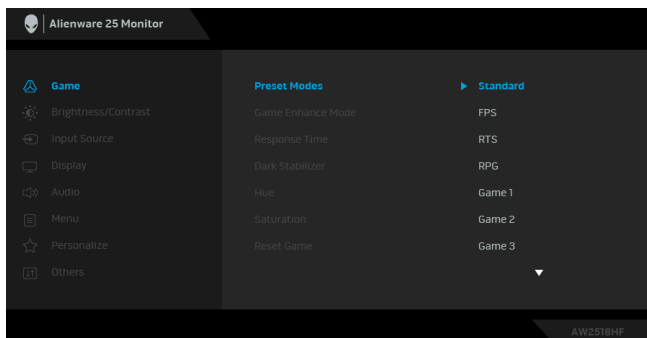 Alienware 25 Monitor
Game Preset Modes Standard
Brightness/Contrast Game Enhance Mode FPS
Input Source Response Time RTS
Display Dark Stabilizer RPG
Audio Hue Game 1
Menu Saturation Game 2
Personalize Reset Game Game 3
Others
AW2518HF